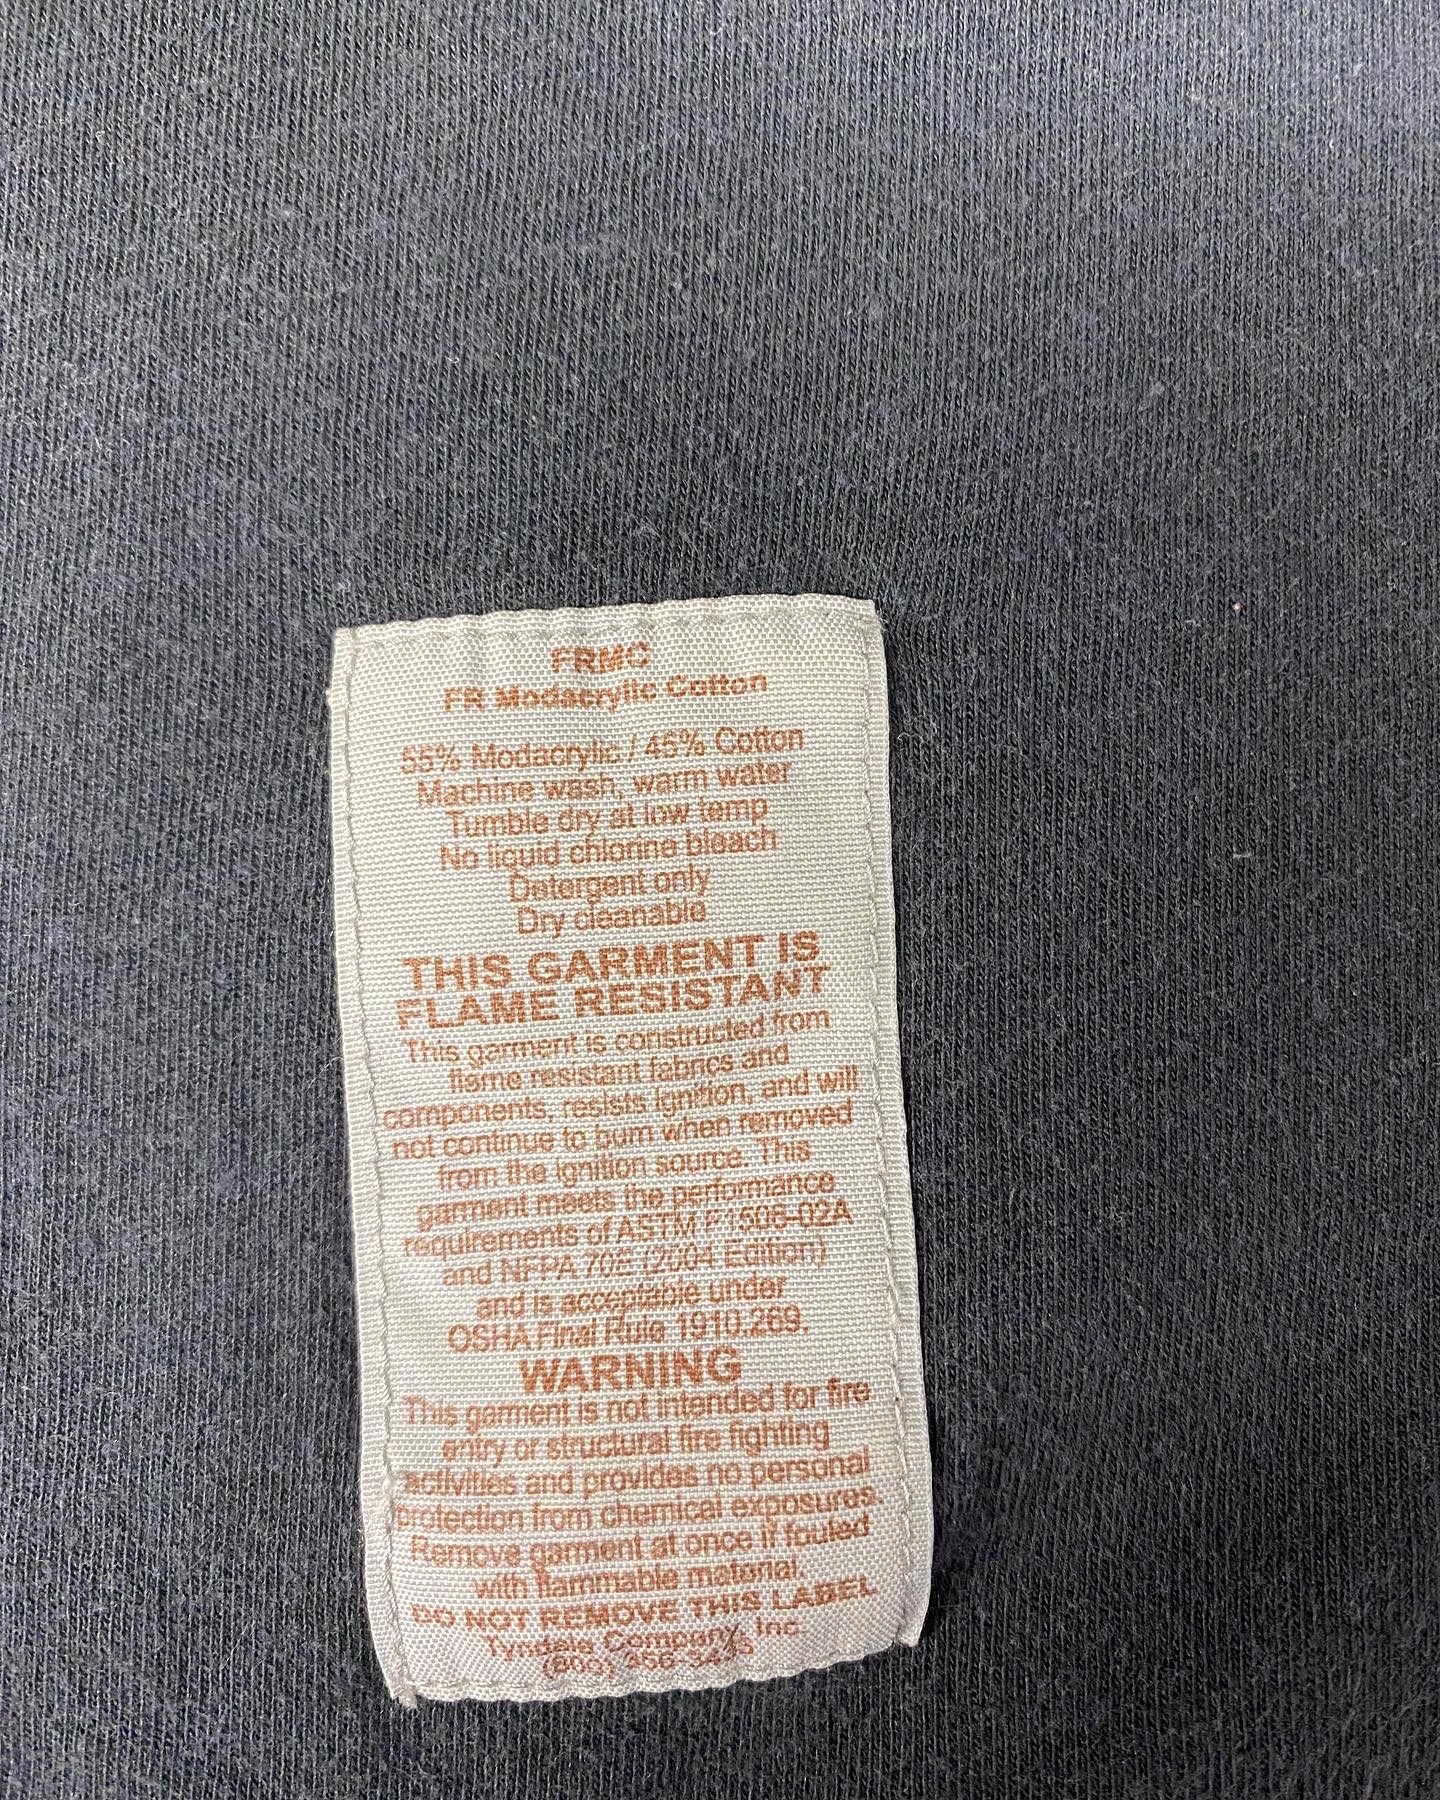 FRMC
FR Modacrylic Cotton
55% Modacrylic / 45% Cotton
Machine wash, warm water
Tumble dry at low temp
No liquid chlorine bleach
Detergent only
Dry cleanable
THIS GARMENT IS
FLAME RESISTANT
This garment is constructed from
flame resistant fabrics and
components, resists ignition, and will
not continue to burn when removed
from the ignition source. This
garment meets the performance
requirements of ASTM F1506-02A
and NFPA 70E (2004 Edition)
and is acceptable under
OSHA Final Rule 1910.269.
WARNING
This garment is not intended for fire
entry or structural fire fighting
activities and provides no personal
protection from chemical exposures.
Remove garment at once if fouled
with flammable material.
DO NOT REMOVE THIS LABEL
Tyndale Company, Inc
(800)